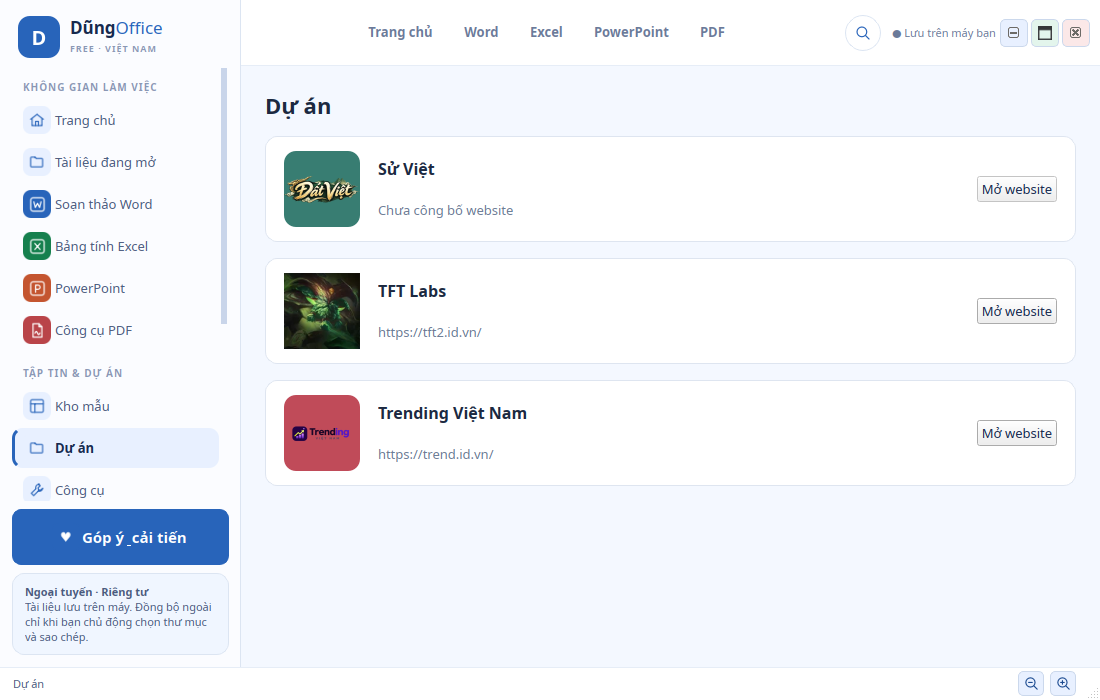 D
DũngOffice
FREE · VIỆT NAM
KHÔNG GIAN LÀM VIỆC
Trang chủ
Tài liệu đang mở
W
Soạn thảo Word
X
Bảng tính Excel
P
PowerPoint
Công cụ PDF
TẬP TIN & DỰ ÁN
Kho mẫu
Dự án
Công cụ
♥ Góp ý _cải tiến
Ngoại tuyến · Riêng tư
Tài liệu lưu trên máy. Đồng bộ ngoài
chỉ khi bạn chủ động chọn thư mục
và sao chép.
Trang chủ Word Excel PowerPoint PDF
● Lưu trên máy bạn
Dự án
Đất Việt
Sử Việt
Chưa công bố website
Mở website
TFT Labs
https://tft2.id.vn/
Mở website
Trending
VIỆT NAM
Trending Việt Nam
https://trend.id.vn/
Mở website
Dự án